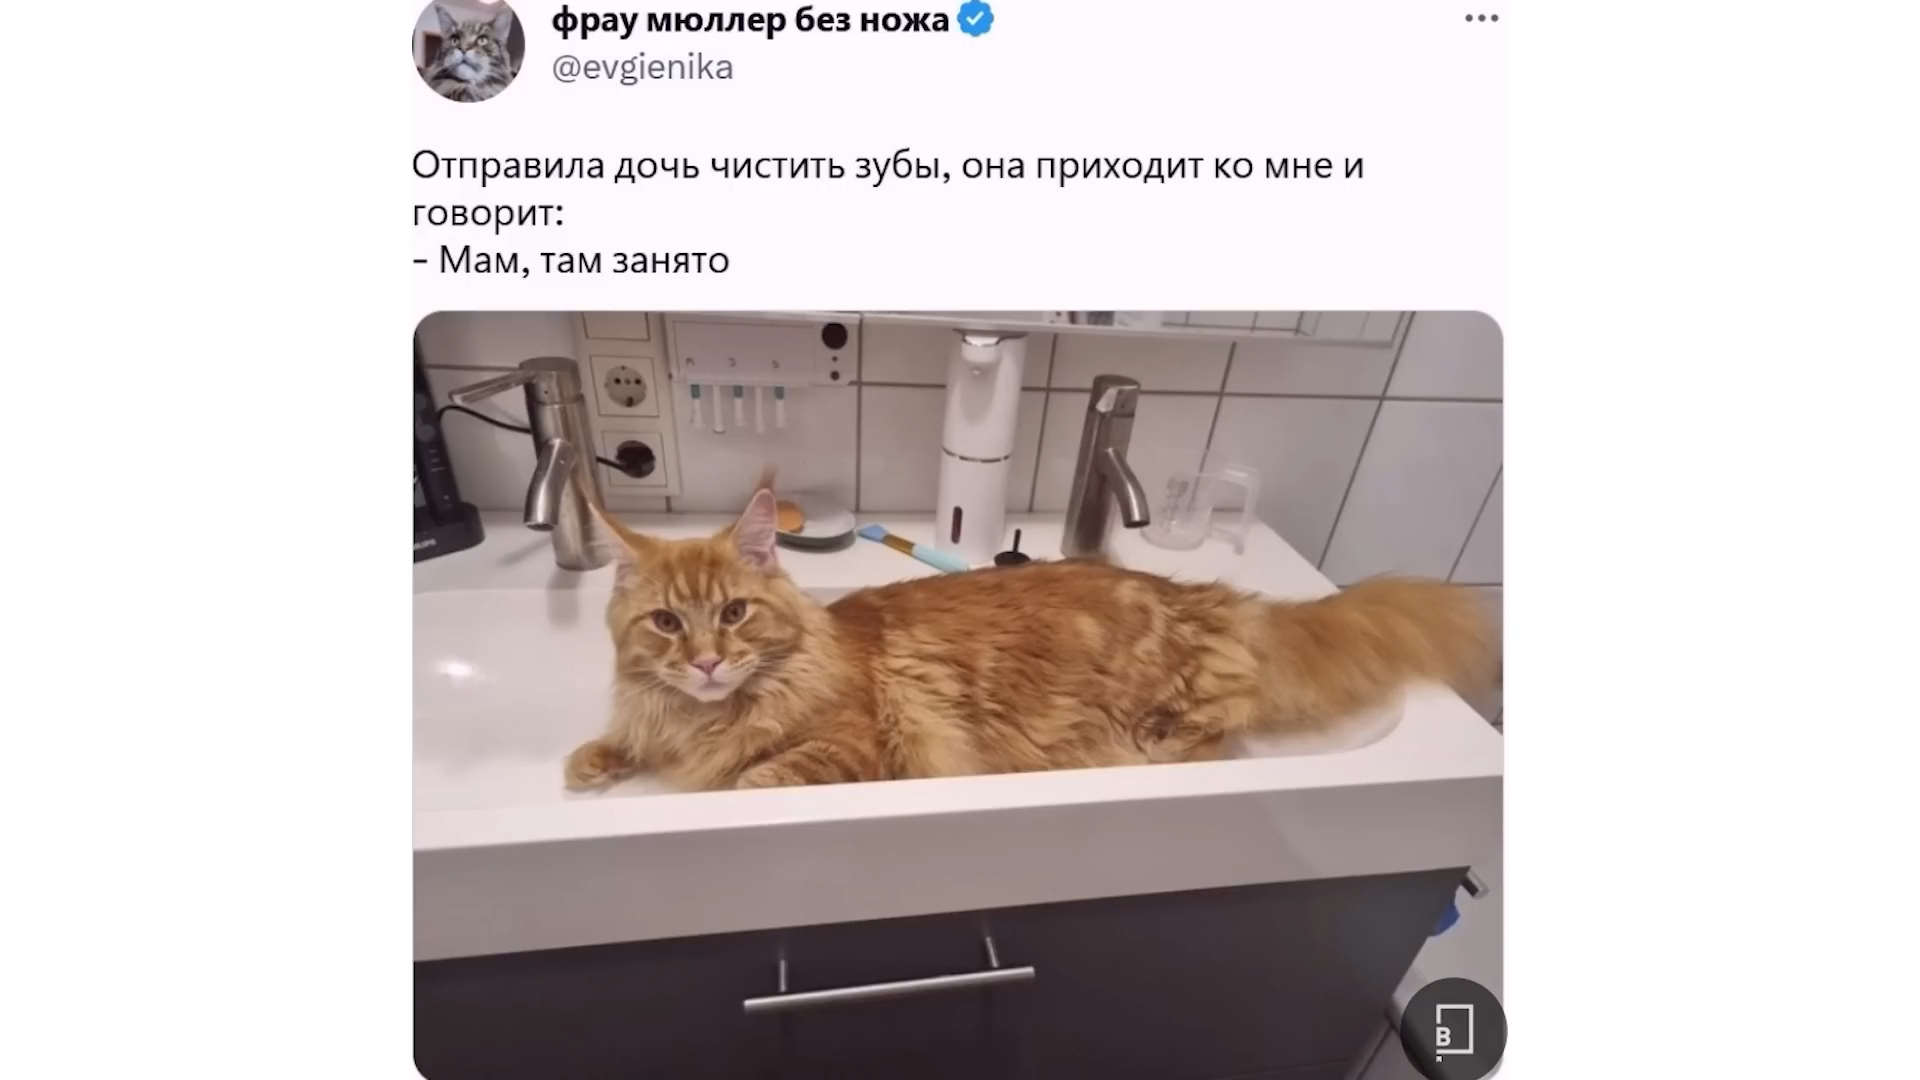 фрау мюллер без ножа
@evgienika
Отправила дочь чистить зубы, она приходит ко мне и
говорит:
– Мам, там занято
B